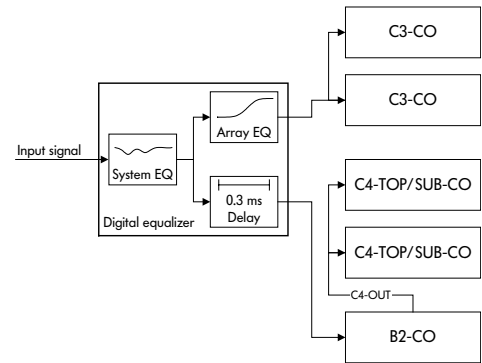 C3-CO
C3-CO
Array EQ
Input signal
System EQ
0.3 ms
Delay
Digital equalizer
C4-TOP/SUB-CO
C4-TOP/SUB-CO
C4-OUT
B2-CO